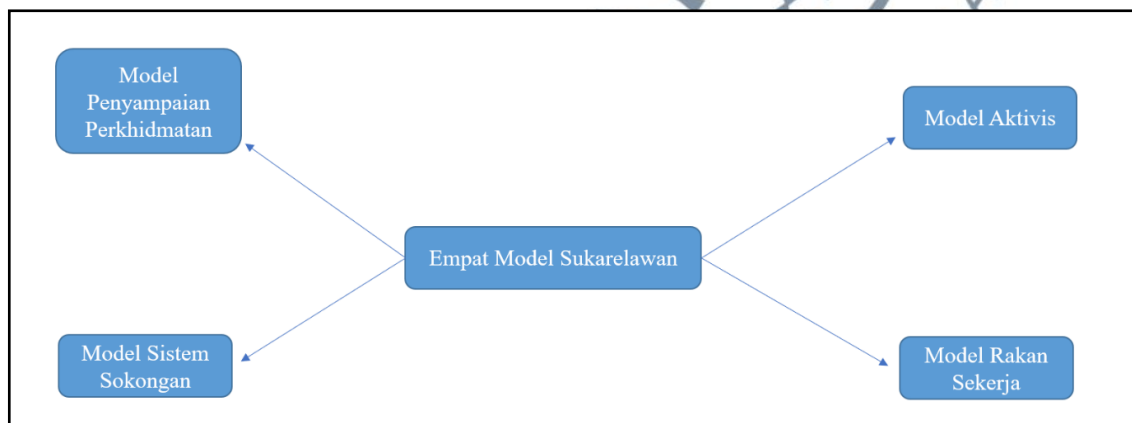 Model
Penyampaian
Perkhidmatan
Model Aktivis
Empat Model Sukarelawan
Model Sistem
Sokongan
Model Rakan
Sekerja